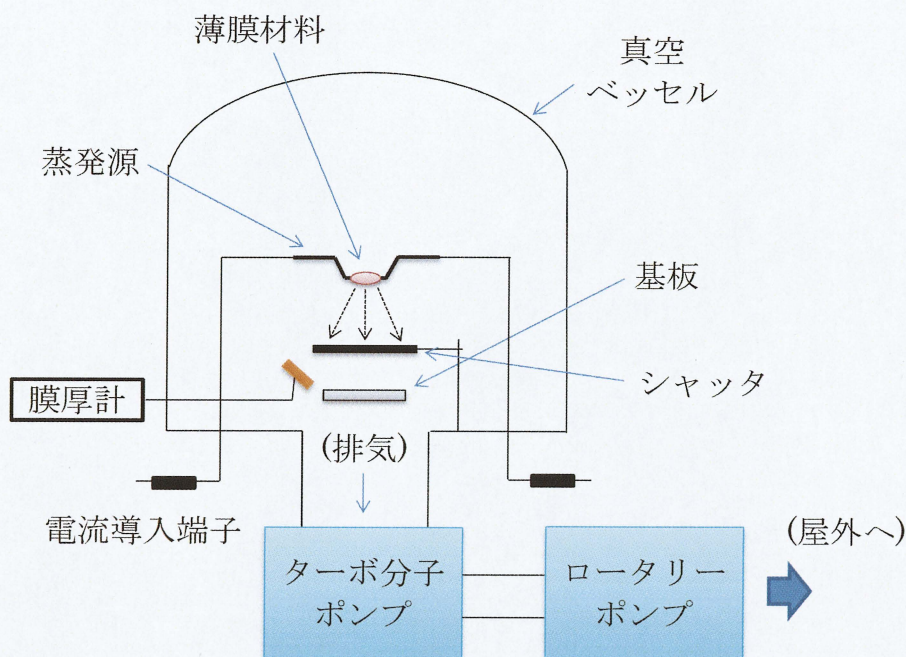 薄膜材料
真空
ベッセル
蒸発源
基板
シャッタ
膜厚計
(排気)
電流導入端子
(屋外へ)
ターボ分子
ポンプ
ロータリー
ポンプ